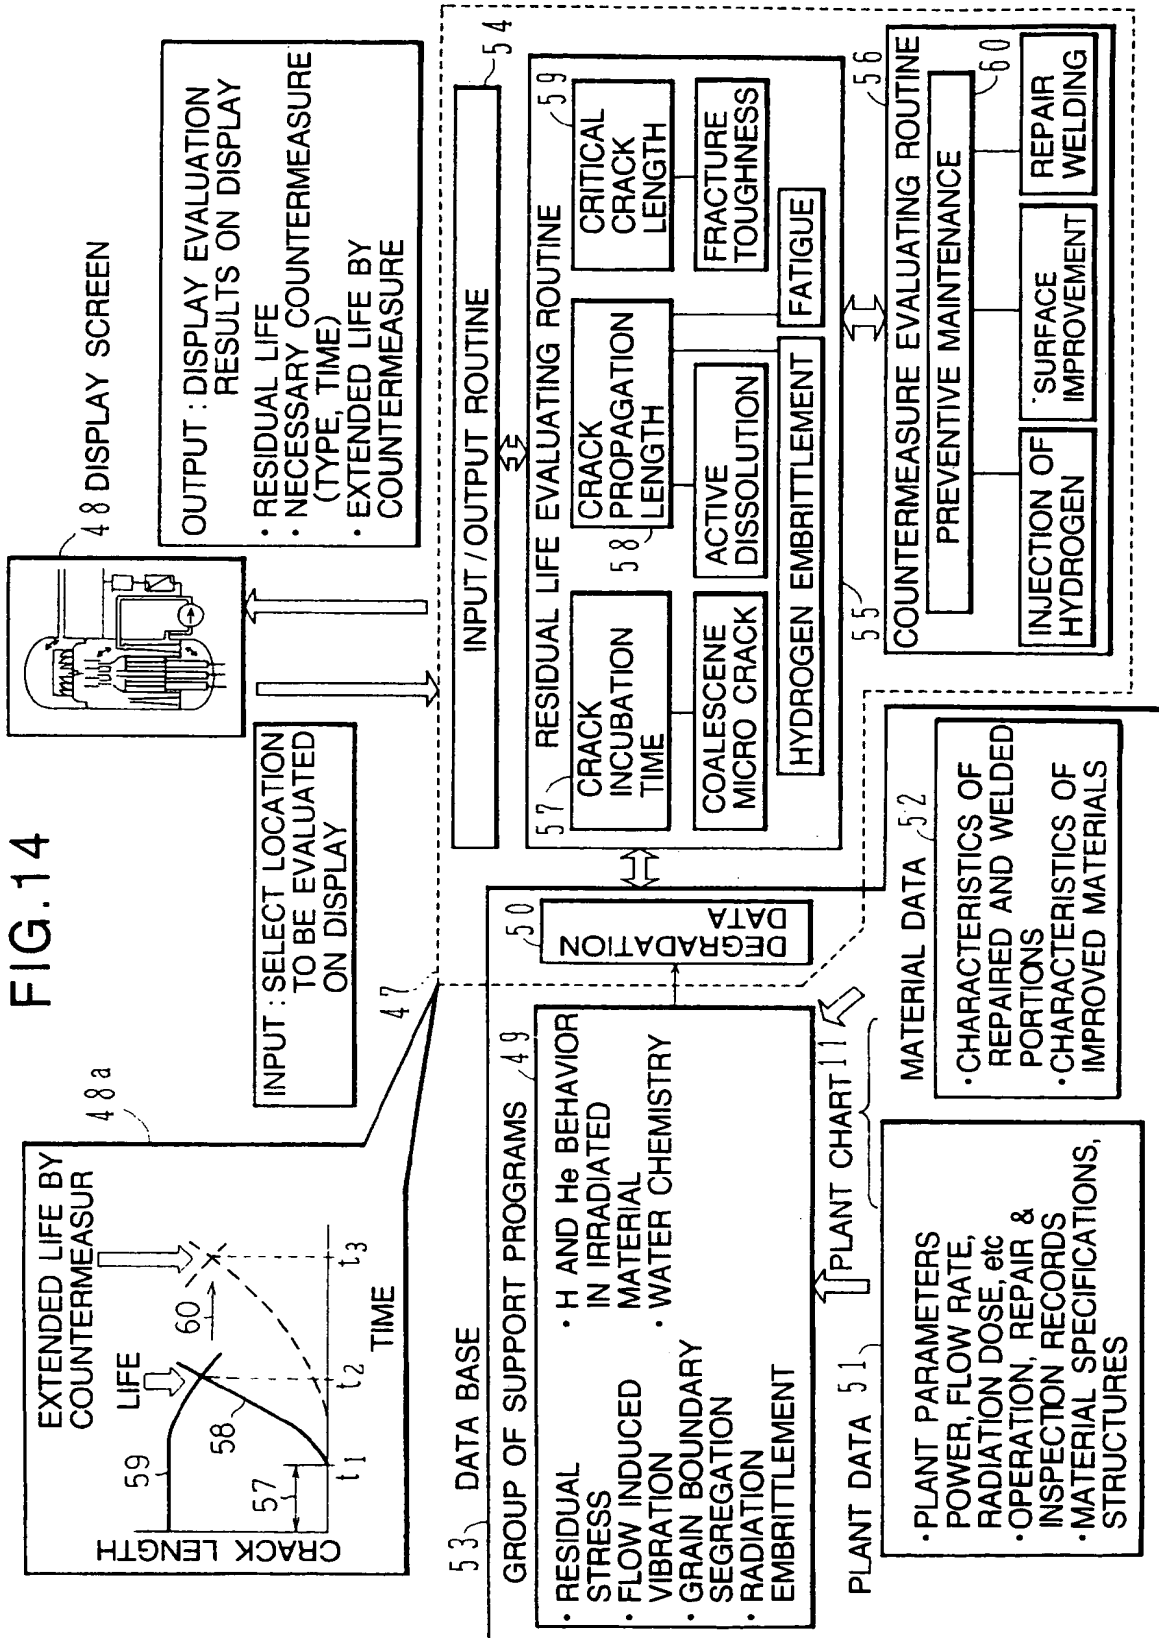 FIG.14
48a
EXTENDED LIFE BY
COUNTERMEASUR
LIFE
59
60
58
57
t1
t2
t3
TIME
CRACK LENGTH
INPUT : SELECT LOCATION
TO BE EVALUATED
ON DISPLAY
48 DISPLAY SCREEN
OUTPUT : DISPLAY EVALUATION
RESULTS ON DISPLAY
· RESIDUAL LIFE
· NECESSARY COUNTERMEASURE
(TYPE, TIME)
· EXTENDED LIFE BY
COUNTERMEASURE
47
54
INPUT / OUTPUT ROUTINE
RESIDUAL LIFE EVALUATING ROUTINE
57
CRACK
INCUBATION
TIME
COALESCENE
MICRO CRACK
CRACK
PROPAGATION
LENGTH
58
ACTIVE
DISSOLUTION
HYDROGEN EMBRITTLEMENT
FATIGUE
59
CRITICAL
CRACK
LENGTH
FRACTURE
TOUGHNESS
55
56
COUNTERMEASURE EVALUATING ROUTINE
PREVENTIVE MAINTENANCE
60
INJECTION OF
HYDROGEN
SURFACE
IMPROVEMENT
REPAIR
WELDING
53 DATA BASE
GROUP OF SUPPORT PROGRAMS 49
· RESIDUAL
STRESS
· FLOW INDUCED
VIBRATION
· GRAIN BOUNDARY
SEGREGATION
· RADIATION
EMBRITTLEMENT
· H AND He BEHAVIOR
IN IRRADIATED
MATERIAL
· WATER CHEMISTRY
50
DEGRADATION
DATA
PLANT CHART 11
PLANT DATA 51
· PLANT PARAMETERS
POWER, FLOW RATE,
RADIATION DOSE, etc
· OPERATION, REPAIR &
INSPECTION RECORDS
· MATERIAL SPECIFICATIONS,
STRUCTURES
MATERIAL DATA 52
· CHARACTERISTICS OF
REPAIRED AND WELDED
PORTIONS
· CHARACTERISTICS OF
IMPROVED MATERIALS